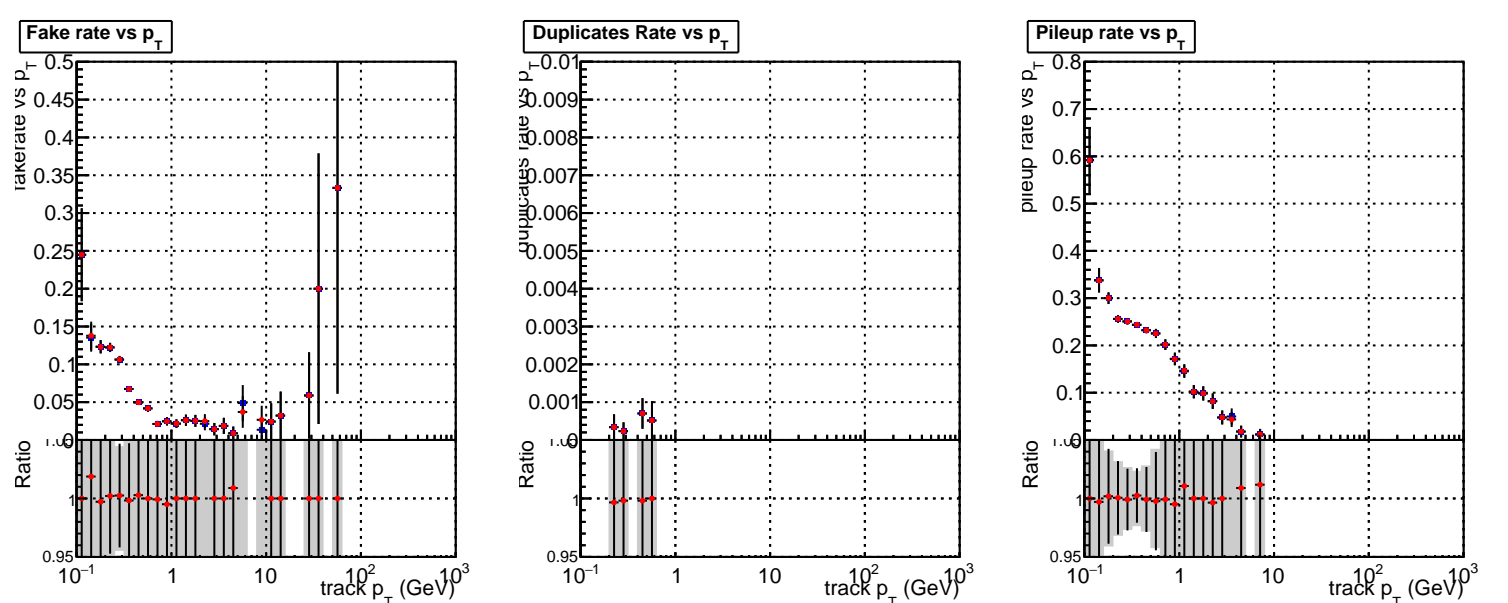 Fake rate vs p_T
Duplicates Rate vs p_T
Pileup rate vs p_T
fakerate vs p_T
0.5
0.45
0.4
0.35
0.3
0.25
0.2
0.15
0.1
0.05
Ratio
1
0.95
10^−1 1 10 10^2 10^3
track p_T (GeV)
duplicates rate vs p_T
0.01
0.009
0.008
0.007
0.006
0.005
0.004
0.003
0.002
0.001
Ratio
1
0.95
10^−1 1 10 10^2 10^3
track p_T (GeV)
pileup rate vs p_T
0.8
0.7
0.6
0.5
0.4
0.3
0.2
0.1
Ratio
1
0.95
10^−1 1 10 10^2 10^3
track p_T (GeV)